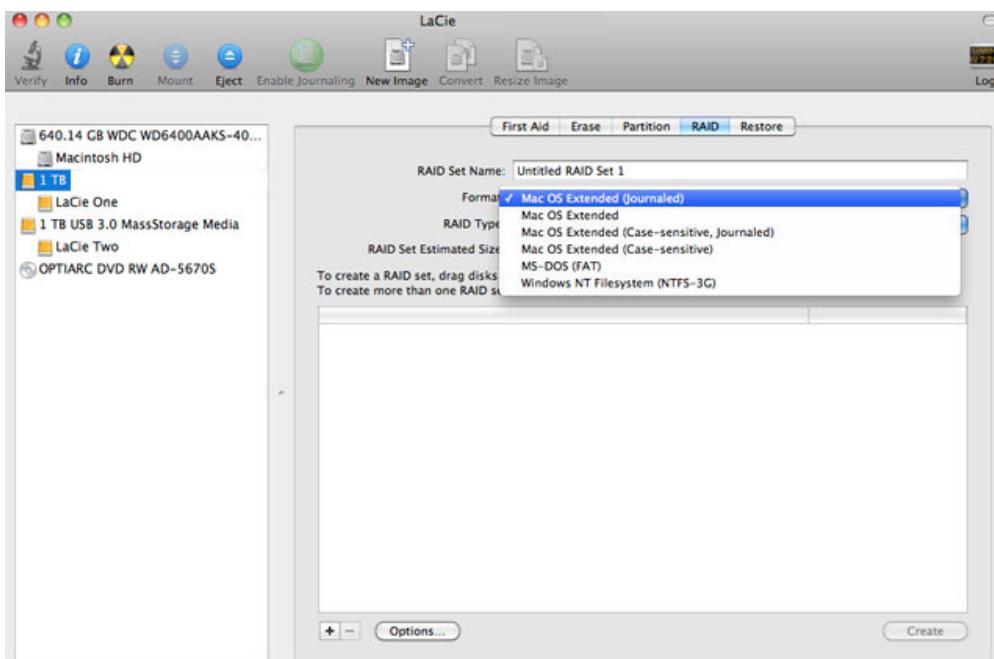 LaCie
Verify Info Burn Mount Eject Enable Journaling New Image Convert Resize Image Log
640.14 GB WDC WD6400AAKS-40...
Macintosh HD
1 TB
LaCie One
1 TB USB 3.0 MassStorage Media
LaCie Two
OPTIARC DVD RW AD-5670S
First Aid Erase Partition RAID Restore
RAID Set Name: Untitled RAID Set 1
Format ✓ Mac OS Extended (Journaled)
Mac OS Extended
RAID Type
Mac OS Extended (Case-sensitive, Journaled)
RAID Set Estimated Size
Mac OS Extended (Case-sensitive)
MS-DOS (FAT)
Windows NT Filesystem (NTFS-3G)
To create a RAID set, drag disks
To create more than one RAID se
+ - Options... Create